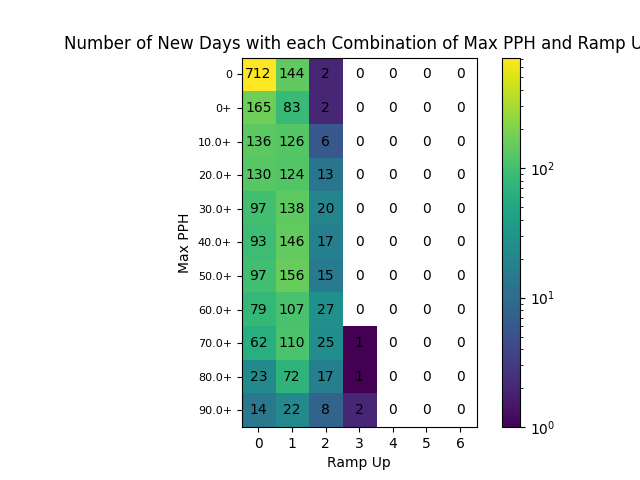 Number of New Days with each Combination of Max PPH and Ramp U
0 712 144 2 0 0 0 0
0+ 165 83 2 0 0 0 0
10.0+ 136 126 6 0 0 0 0
20.0+ 130 124 13 0 0 0 0
30.0+ 97 138 20 0 0 0 0
40.0+ 93 146 17 0 0 0 0
50.0+ 97 156 15 0 0 0 0
60.0+ 79 107 27 0 0 0 0
70.0+ 62 110 25 1 0 0 0
80.0+ 23 72 17 1 0 0 0
90.0+ 14 22 8 2 0 0 0
0 1 2 3 4 5 6
Ramp Up
Max PPH
10²
10¹
10⁰